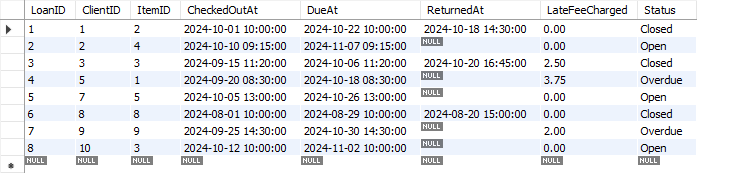 LoanID ClientID ItemID CheckedOutAt DueAt ReturnedAt LateFeeCharged Status
1 1 2 2024-10-01 10:00:00 2024-10-22 10:00:00 2024-10-18 14:30:00 0.00 Closed
2 2 4 2024-10-10 09:15:00 2024-11-07 09:15:00 NULL 0.00 Open
3 3 3 2024-09-15 11:20:00 2024-10-06 11:20:00 2024-10-20 16:45:00 2.50 Closed
4 5 1 2024-09-20 08:30:00 2024-10-18 08:30:00 NULL 3.75 Overdue
5 7 5 2024-10-05 13:00:00 2024-10-26 13:00:00 NULL 0.00 Open
6 8 8 2024-08-01 10:00:00 2024-08-29 10:00:00 2024-08-20 15:00:00 0.00 Closed
7 9 9 2024-09-25 14:30:00 2024-10-30 14:30:00 NULL 2.00 Overdue
8 10 3 2024-10-12 10:00:00 2024-11-02 10:00:00 NULL 0.00 Open
NULL NULL NULL NULL NULL NULL NULL NULL